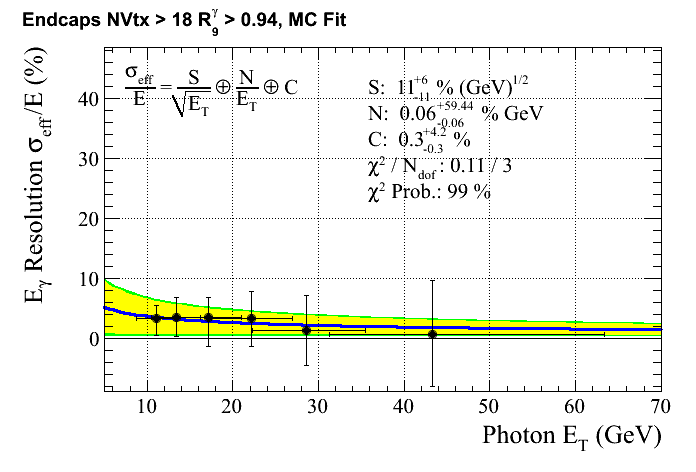 Endcaps NVtx > 18 R₉^γ > 0.94, MC Fit
E_γ Resolution σ_eff/E (%)
σ_eff/E = S/√E_T ⊕ N/E_T ⊕ C
S: 11 +6 -11 % (GeV)^1/2
N: 0.06 +59.44 -0.06 % GeV
C: 0.3 +4.2 -0.3 %
χ² / N_dof : 0.11 / 3
χ² Prob.: 99 %
40
30
20
10
0
10 20 30 40 50 60 70
Photon E_T (GeV)